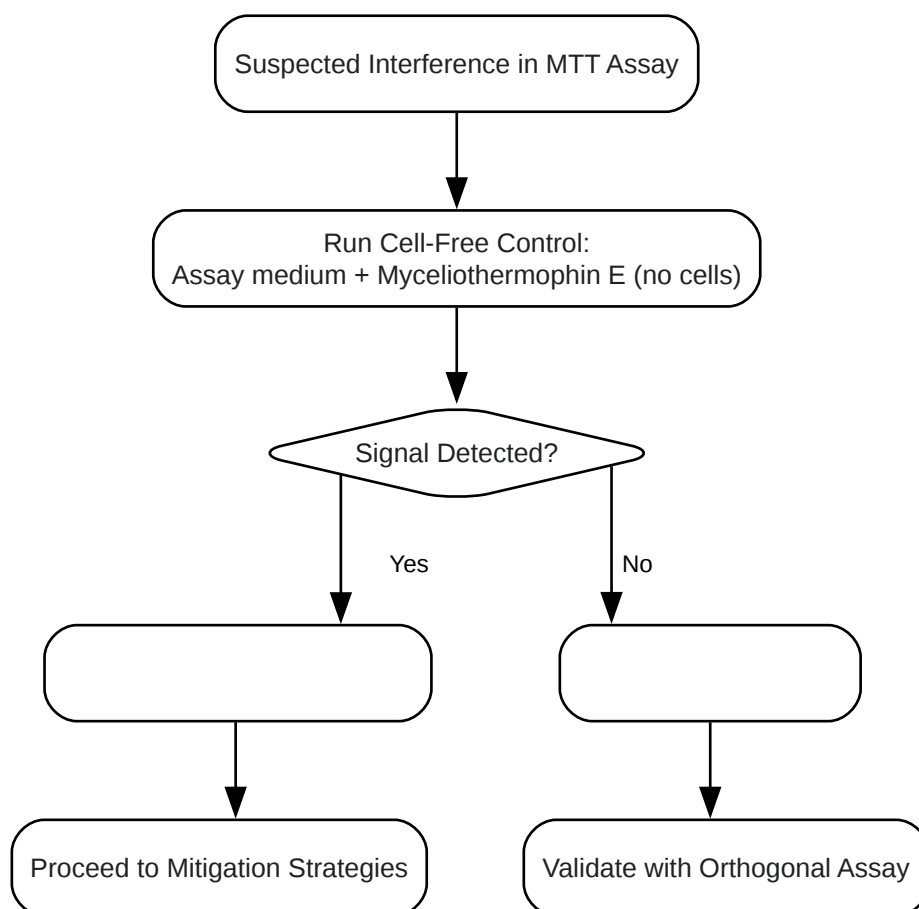 Suspected Interference in MTT Assay
Run Cell-Free Control:
Assay medium + Myceliothermophin E (no cells)
Signal Detected?
Yes
No
Proceed to Mitigation Strategies
Validate with Orthogonal Assay